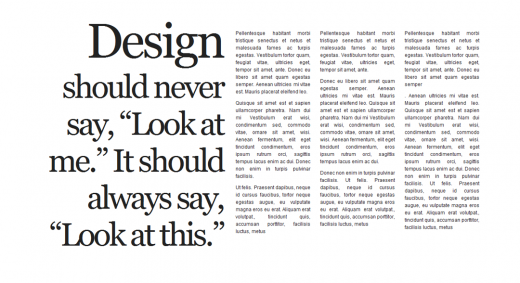 Design
should never
say, “Look at
me.” It should
always say,
“Look at this.”
Pellentesque habitant morbi
tristique senectus et netus et
malesuada fames ac turpis
egestas. Vestibulum tortor quam,
feugiat vitae, ultricies eget,
tempor sit amet, ante. Donec eu
libero sit amet quam egestas
semper. Aenean ultricies mi vitae
est. Mauris placerat eleifend leo.
Quisque sit amet est et sapien
ullamcorper pharetra. Nam dui mi
mi Vestibulum erat wisi,
condimentum sed, commodo
vitae, ornare sit amet, wisi.
Aenean fermentum, elit eget
tincidunt condimentum, eros
ipsum rutrum orci, sagittis
tempus lacus enim ac dui. Donec
non enim in turpis pulvinar
facilisis.
Ut felis. Praesent dapibus, neque
id cursus faucibus, tortor neque
egestas augue, eu vulputate
magna eros eu erat. Aliquam erat
volutpat., tincidunt quis,
accumsan porttitor, facilisis
luctus, metus
Pellentesque habitant morbi
tristique senectus et netus et
malesuada fames ac turpis
egestas. Vestibulum tortor quam,
feugiat vitae, ultricies eget,
tempor sit amet, ante.
Donec eu libero sit amet quam
egestas semper. Aenean
ultricies mi vitae est. Mauris
placerat eleifend leo. Quisque sit
amet est et sapien ullamcorper
pharetra. Nam dui mi
Vestibulum erat wisi,
condimentum sed, commodo
vitae, ornare sit amet, wisi.
Aenean fermentum, elit eget
tincidunt condimentum, eros
ipsum rutrum orci, sagittis
tempus lacus enim ac dui.
Donec non enim in turpis pulvinar
facilisis. Ut felis. Praesent
dapibus, neque id cursus
faucibus, tortor neque egestas
augue, eu vulputate magna eros
eu erat. Aliquam erat volutpat.,
tincidunt quis, accumsan
porttitor, facilisis luctus, metus
Pellentesque habitant morbi
tristique senectus et netus et
malesuada fames ac turpis
egestas. Vestibulum tortor quam,
feugiat vitae, ultricies eget,
tempor sit amet, ante. Donec eu
libero sit amet quam egestas
semper
. Aenean ultricies mi vitae est.
Mauris placerat eleifend leo.
Quisque sit amet est et sapien
ullamcorper pharetra. Nam dui mi
Vestibulum erat wisi,
condimentum sed, commodo
vitae, ornare sit amet, wisi.
Aenean fermentum, elit eget
tincidunt condimentum, eros
ipsum rutrum orci, sagittis
tempus lacus enim ac dui. Donec
non enim in turpis pulvinar
facilisis. Ut felis. Praesent
dapibus, neque id cursus
faucibus, tortor neque egestas
augue, eu vulputate magna eros
eu erat. Aliquam erat volutpat.,
tincidunt quis, accumsan
porttitor, facilisis luctus, metus